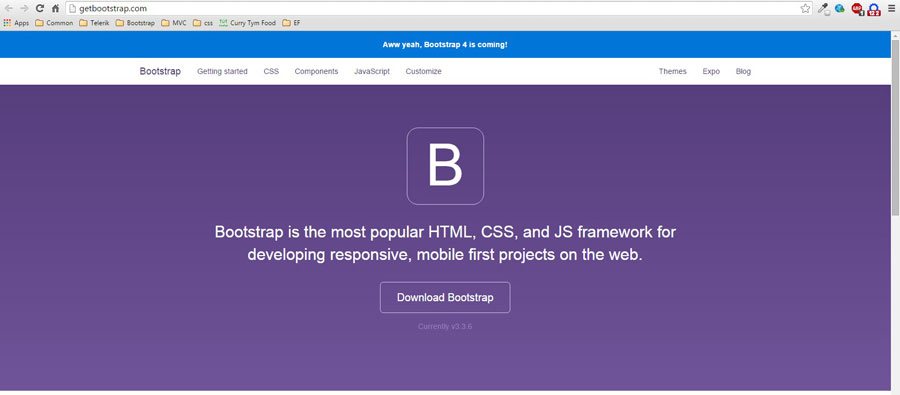 getbootstrap.com
Apps Common Telerik Bootstrap MVC css Curry Tym Food EF
Aww yeah, Bootstrap 4 is coming!
Bootstrap Getting started CSS Components JavaScript Customize Themes Expo Blog
B
Bootstrap is the most popular HTML, CSS, and JS framework for
developing responsive, mobile first projects on the web.
Download Bootstrap
Currently v3.3.6